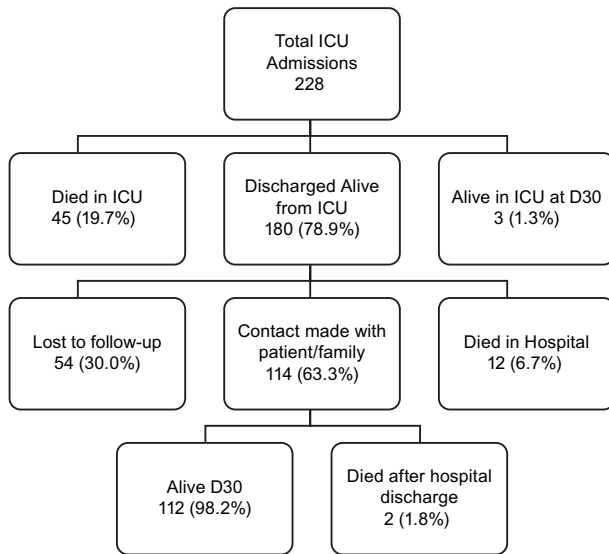 Total ICU
Admissions
228
Died in ICU
45 (19.7%)
Discharged Alive
from ICU
180 (78.9%)
Alive in ICU at D30
3 (1.3%)
Lost to follow-up
54 (30.0%)
Contact made with
patient/family
114 (63.3%)
Died in Hospital
12 (6.7%)
Alive D30
112 (98.2%)
Died after hospital
discharge
2 (1.8%)